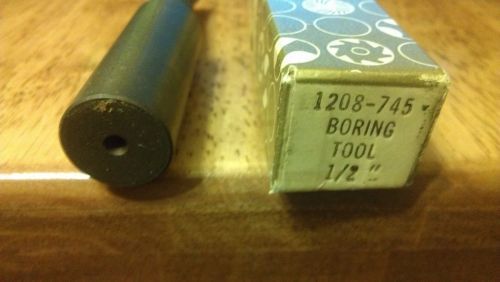 1208-745
BORING
TOOL
1/2 "